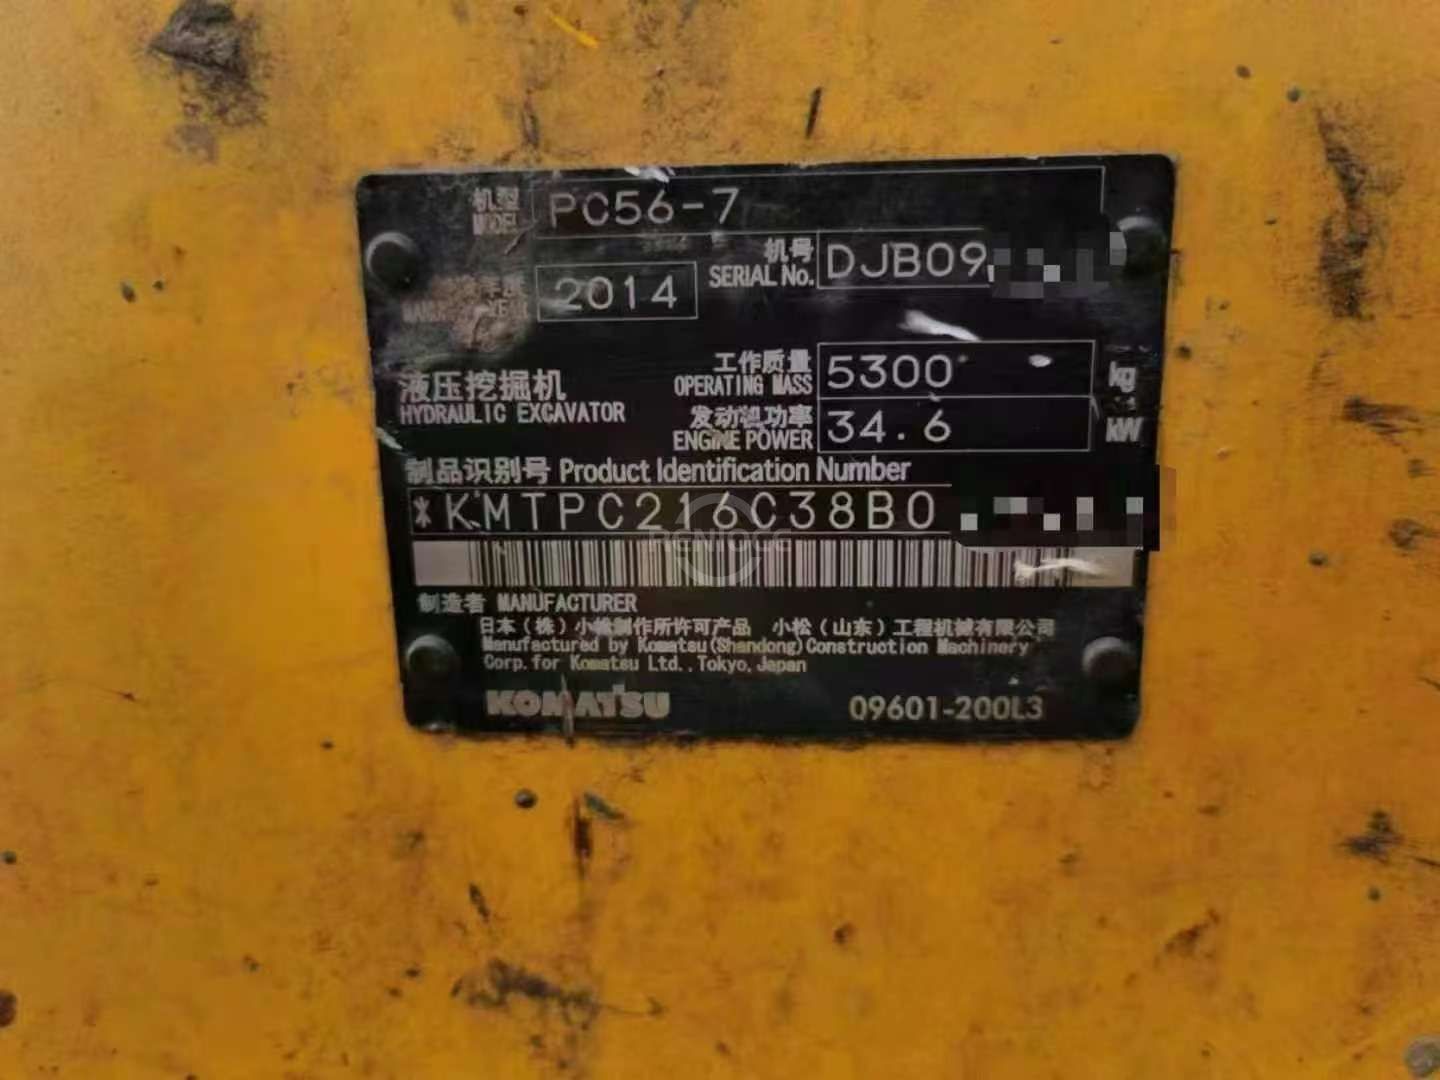 机型 PC56-7
MODEL
机号 DJB09
SERIAL No.
2014
工作质量 5300 kg
OPERATING MASS
液压挖掘机
HYDRAULIC EXCAVATOR
发动机功率 34.6 kW
ENGINE POWER
制品识别号 Product Identification Number
*KMTPC216C38B0
RENIOCE
制造者 MANUFACTURER
日本（株）小松制作所许可产品 小松（山东）工程机械有限公司
Manufactured by Komatsu(Shandong)Construction Machinery
Corp. for Komatsu Ltd., Tokyo, Japan
KOMATSU 09601-200L3